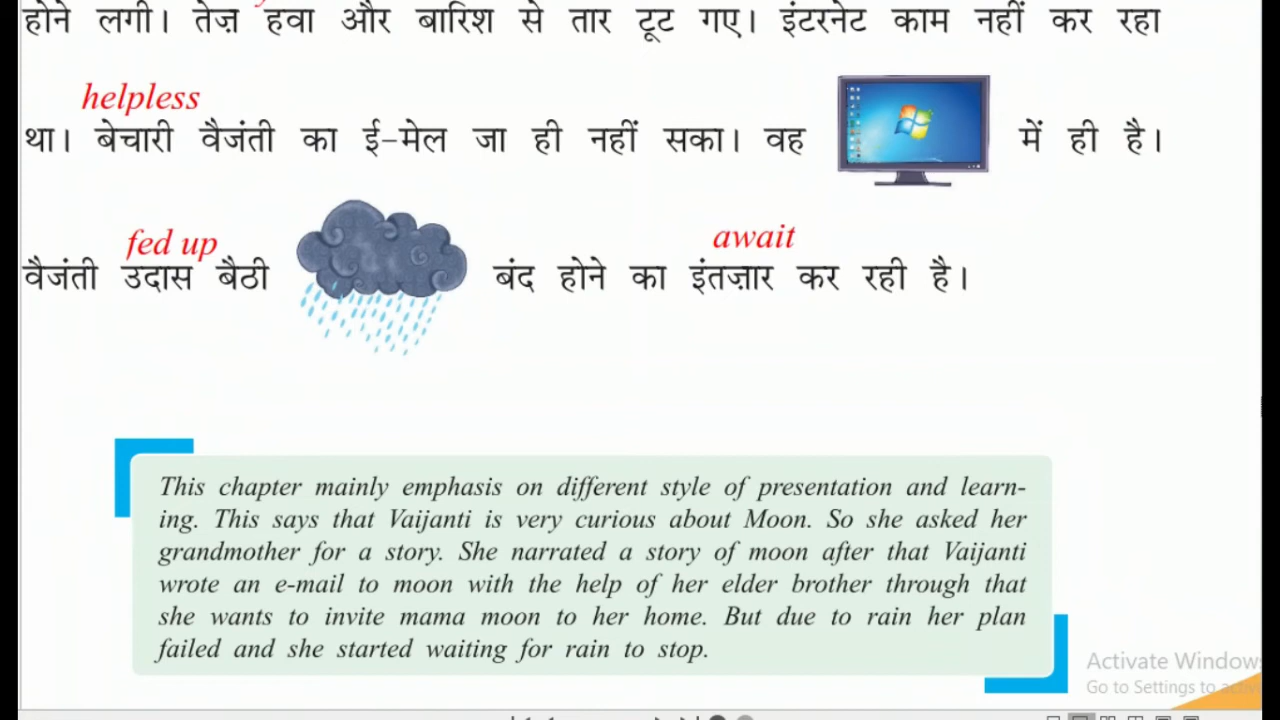 होने लगी। तेज़ हवा और बारिश से तार टूट गए। इंटरनेट काम नहीं कर रहा
helpless
था। बेचारी वैजंती का ई-मेल जा ही नहीं सका। वह में ही है।
fed up await
वैजंती उदास बैठी बंद होने का इंतज़ार कर रही है।
This chapter mainly emphasis on different style of presentation and learn-
ing. This says that Vaijanti is very curious about Moon. So she asked her
grandmother for a story. She narrated a story of moon after that Vaijanti
wrote an e-mail to moon with the help of her elder brother through that
she wants to invite mama moon to her home. But due to rain her plan
failed and she started waiting for rain to stop.
Activate Windows
Go to Settings to